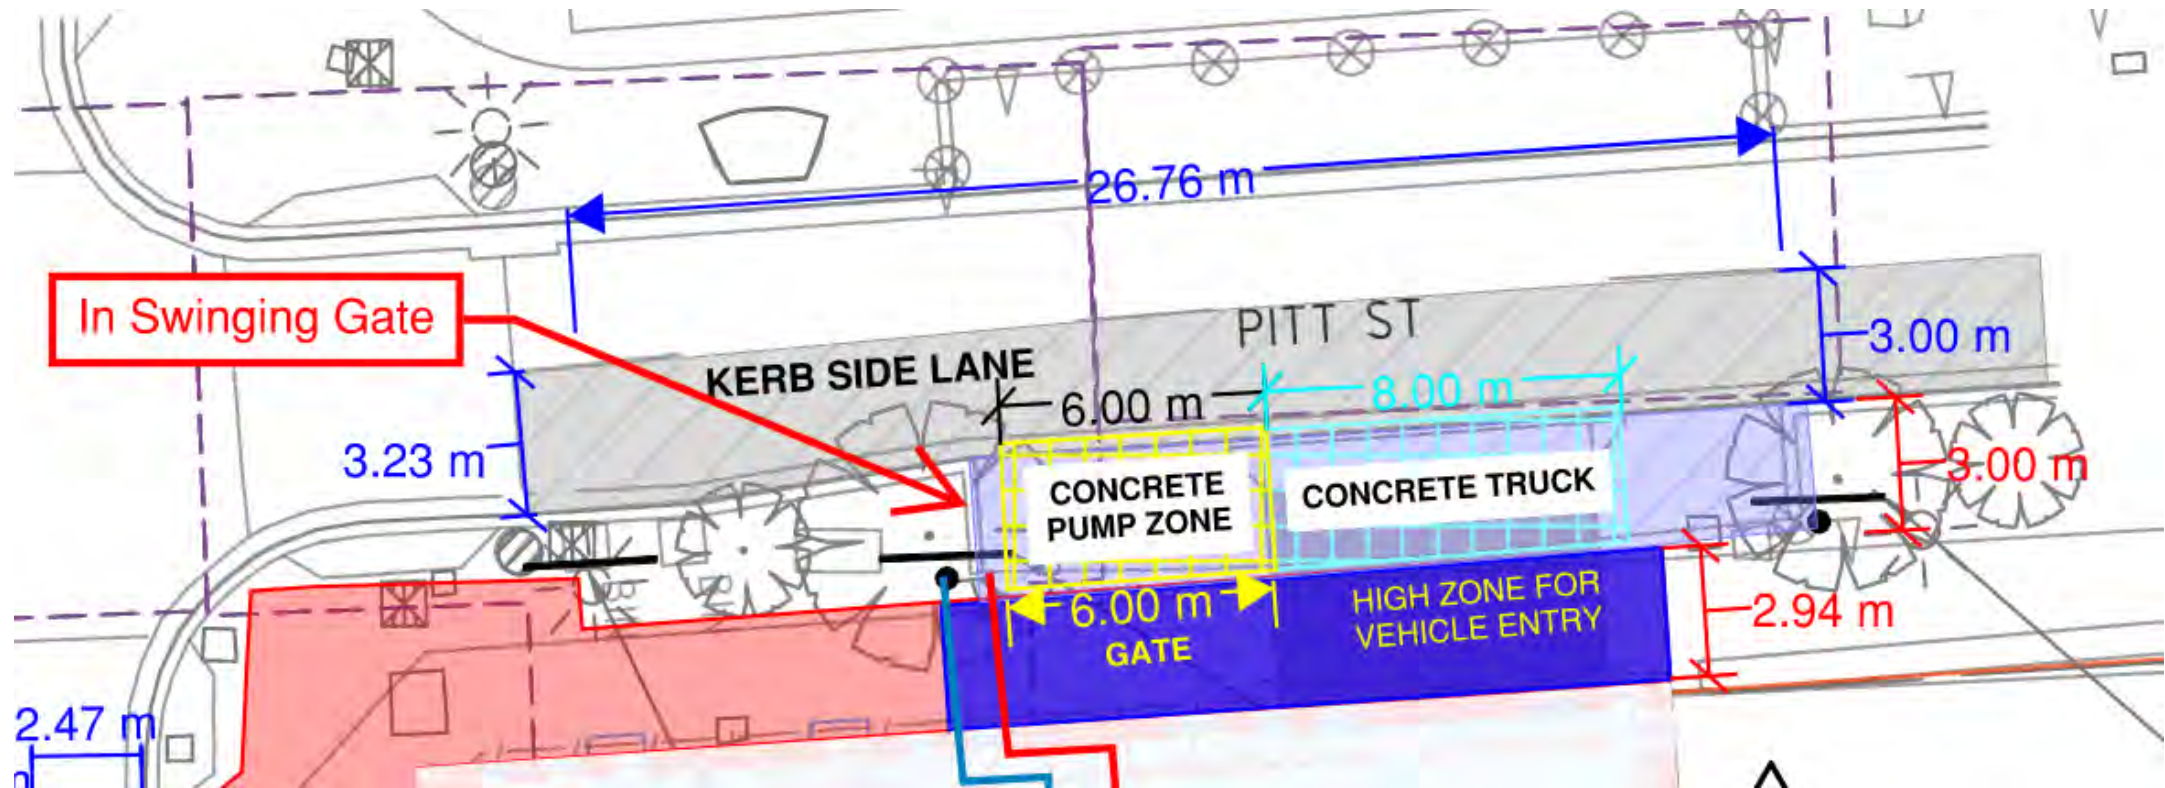 26.76 m
In Swinging Gate
PITT ST
3.00 m
KERB SIDE LANE
6.00 m
8.00 m
3.23 m
3.00 m
CONCRETE
PUMP ZONE
CONCRETE TRUCK
6.00 m
GATE
HIGH ZONE FOR
VEHICLE ENTRY
2.94 m
2.47 m